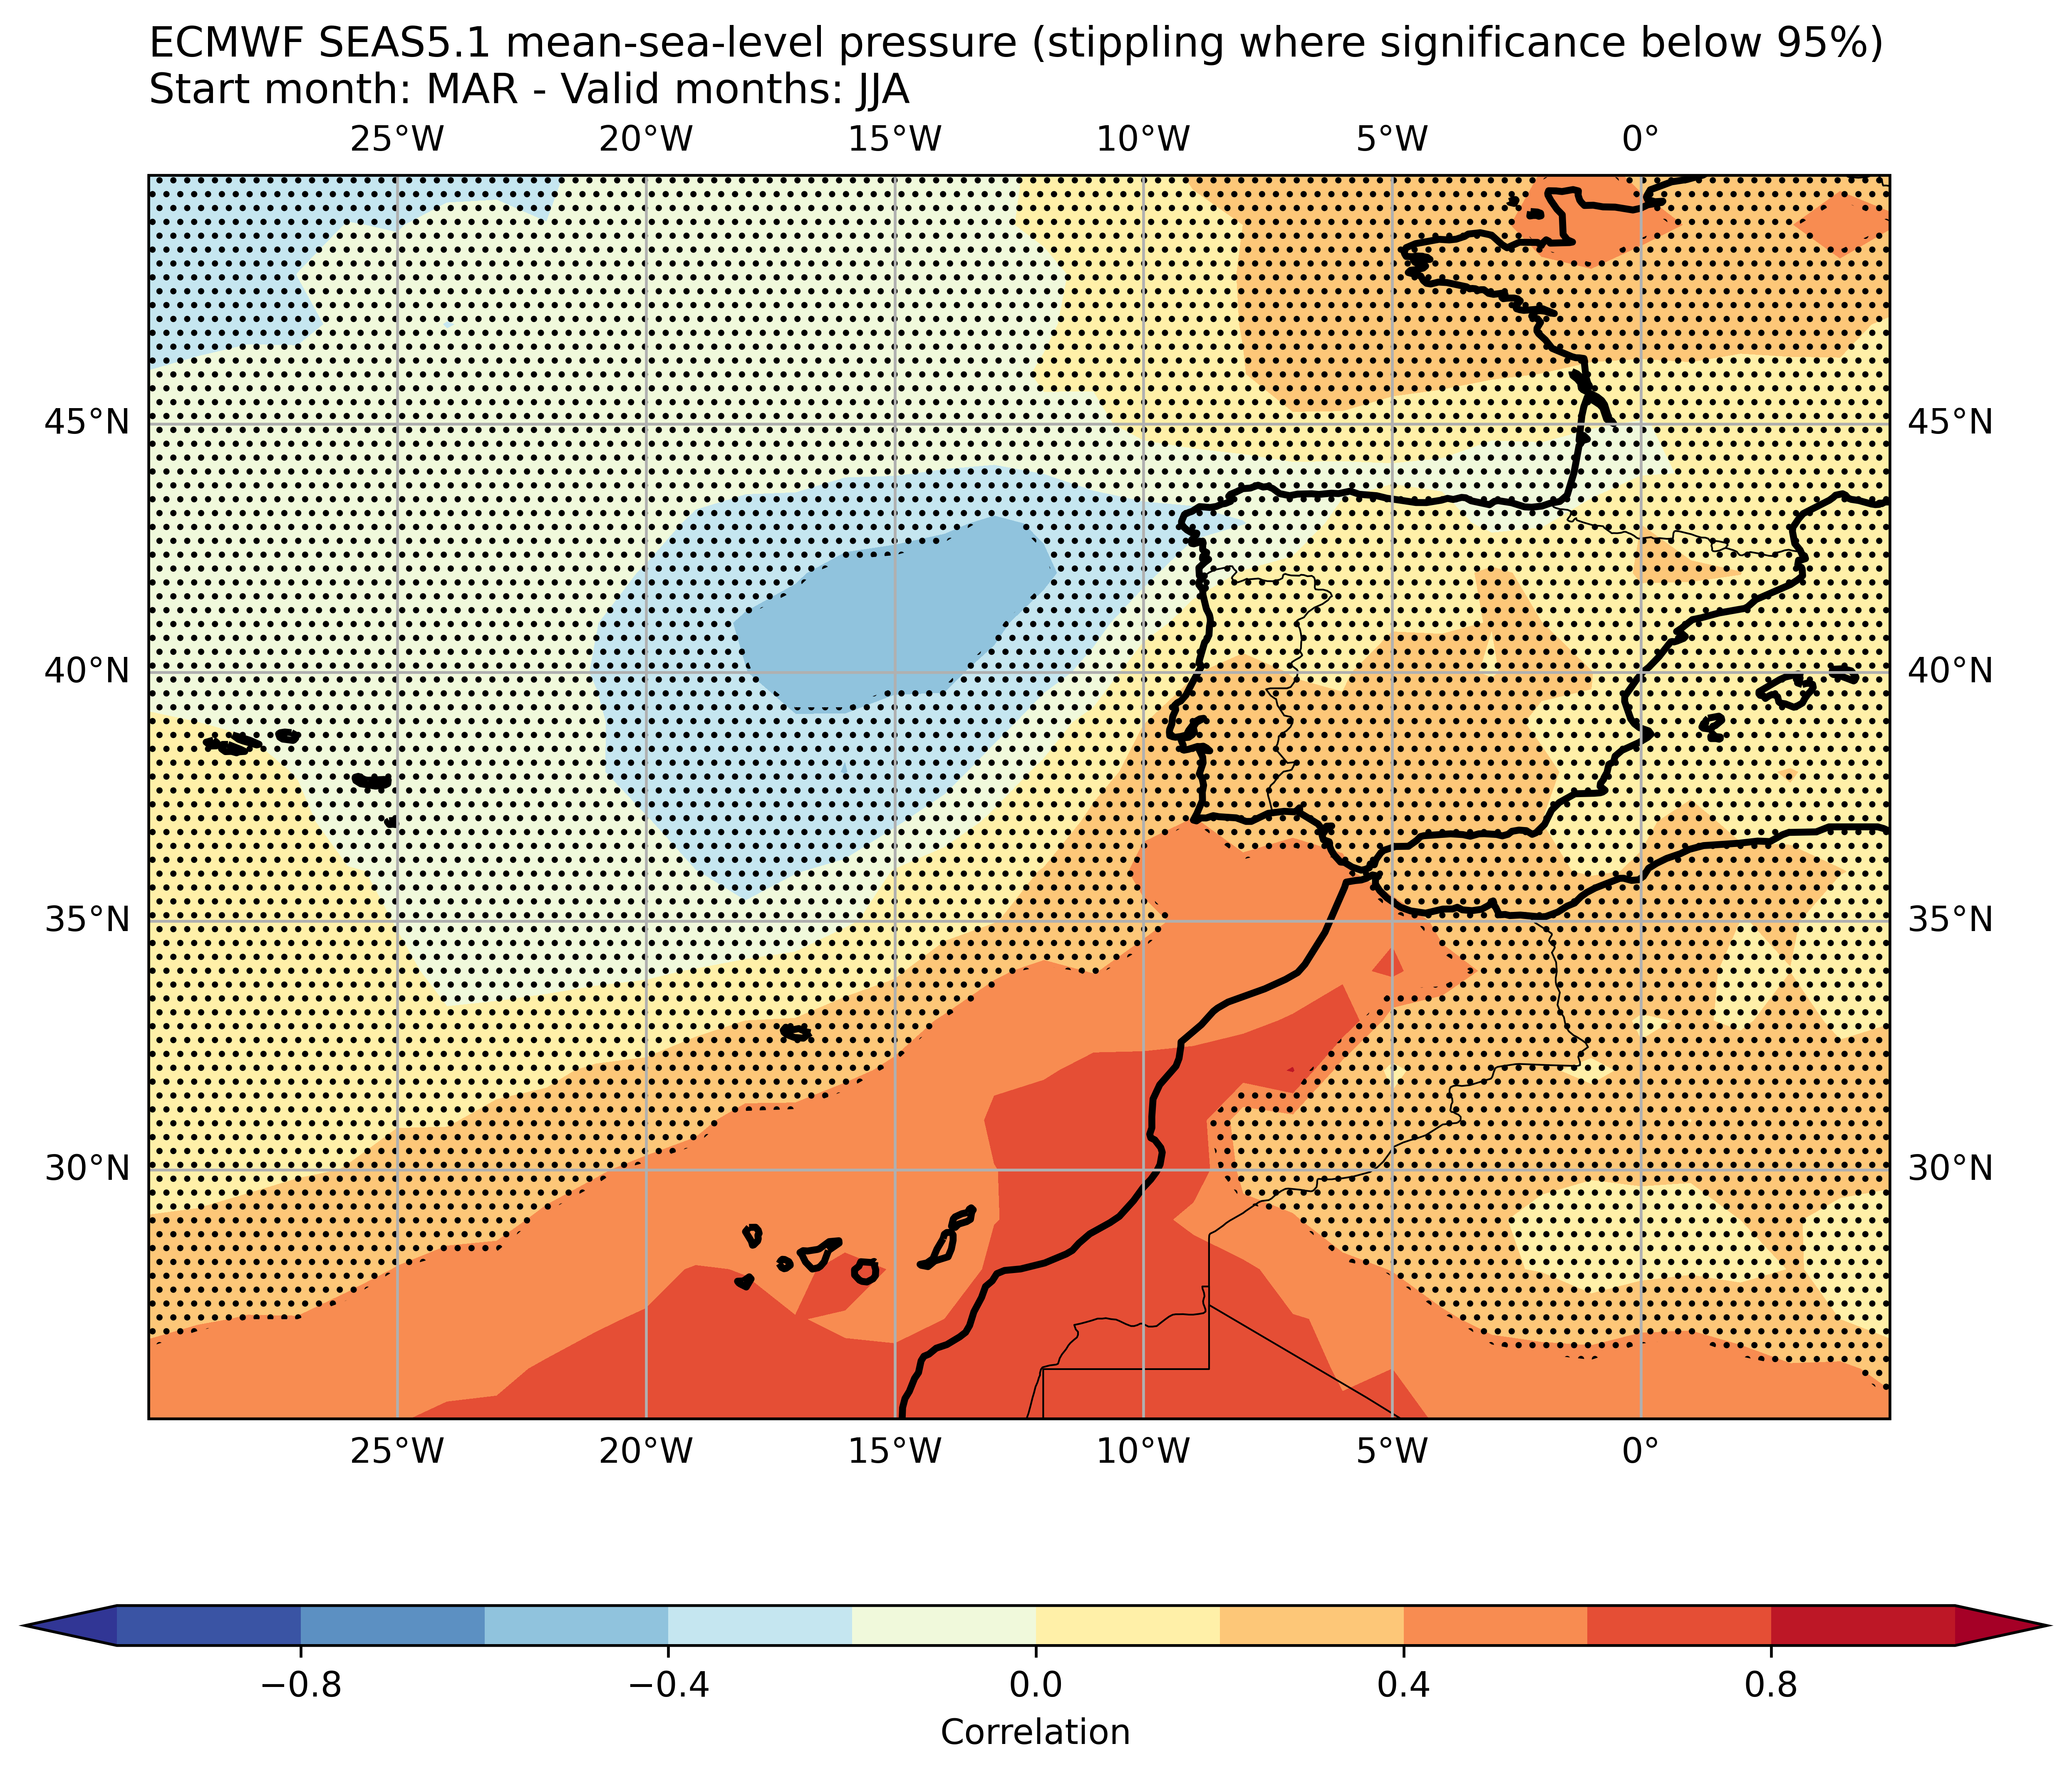 ECMWF SEAS5.1 mean-sea-level pressure (stippling where significance below 95%)
Start month: MAR - Valid months: JJA
25°W 20°W 15°W 10°W 5°W 0°
45°N 45°N
40°N 40°N
35°N 35°N
30°N 30°N
25°W 20°W 15°W 10°W 5°W 0°
−0.8 −0.4 0.0 0.4 0.8
Correlation